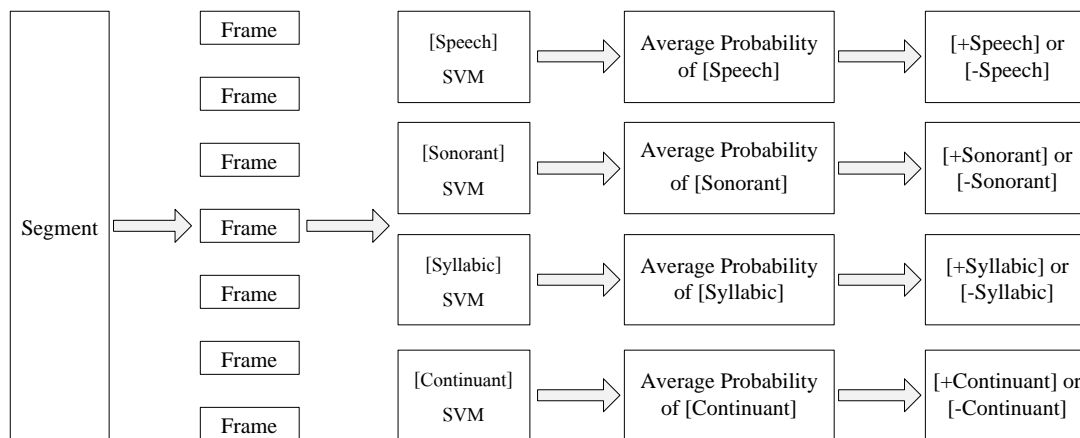 Segment
Frame
Frame
Frame
Frame
Frame
Frame
Frame
[Speech]
SVM
Average Probability
of [Speech]
[+Speech] or
[-Speech]
[Sonorant]
SVM
Average Probability
of [Sonorant]
[+Sonorant] or
[-Sonorant]
[Syllabic]
SVM
Average Probability
of [Syllabic]
[+Syllabic] or
[-Syllabic]
[Continuant]
SVM
Average Probability
of [Continuant]
[+Continuant] or
[-Continuant]